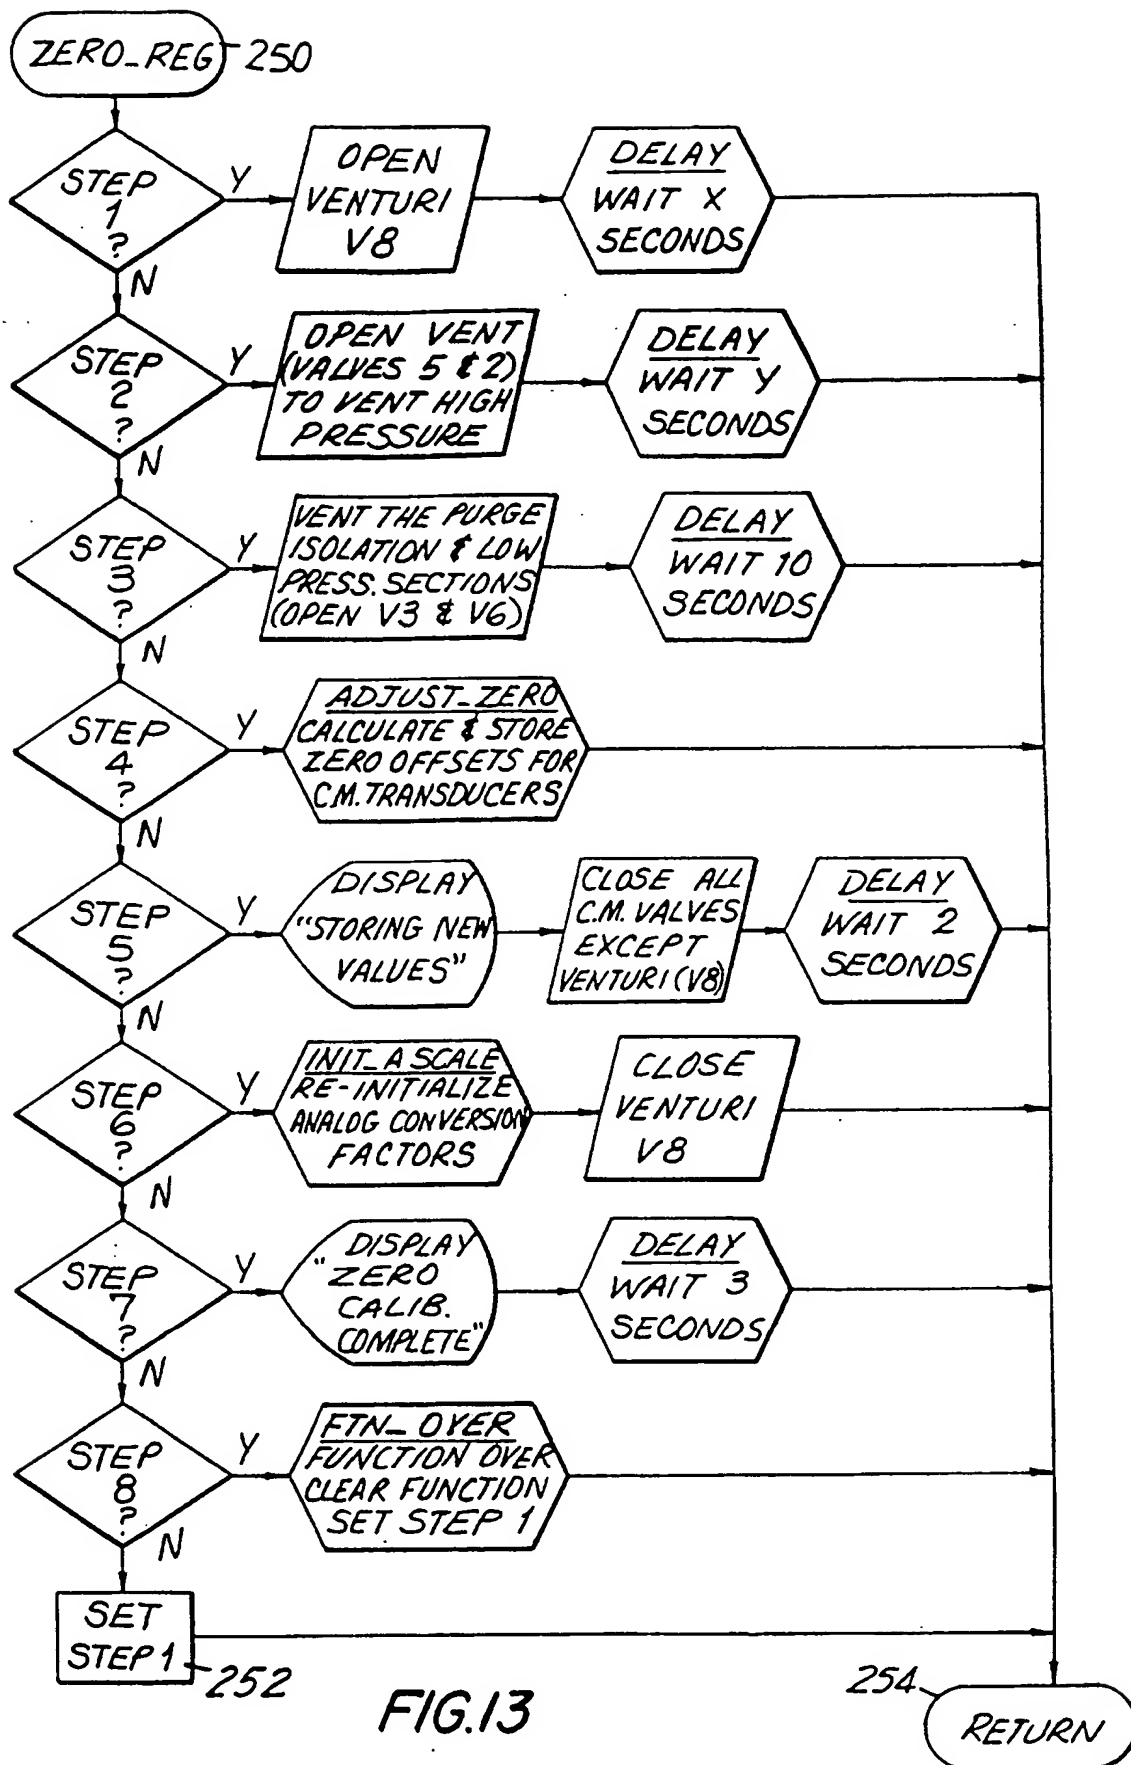 ZERO_REG 250
STEP
1
?
Y
OPEN
VENTURI
V8
DELAY
WAIT X
SECONDS
N
STEP
2
?
Y
OPEN VENT
(VALVES 5 & 2)
TO VENT HIGH
PRESSURE
DELAY
WAIT Y
SECONDS
N
STEP
3
?
Y
VENT THE PURGE
ISOLATION & LOW
PRESS. SECTIONS
(OPEN V3 & V6)
DELAY
WAIT 10
SECONDS
N
STEP
4
?
Y
ADJUST_ZERO
CALCULATE & STORE
ZERO OFFSETS FOR
C.M. TRANSDUCERS
N
STEP
5
?
Y
DISPLAY
"STORING NEW
VALUES"
CLOSE ALL
C.M. VALVES
EXCEPT
VENTURI (V8)
DELAY
WAIT 2
SECONDS
N
STEP
6
?
Y
INIT_A SCALE
RE-INITIALIZE
ANALOG CONVERSION
FACTORS
CLOSE
VENTURI
V8
N
STEP
7
?
Y
DISPLAY
"ZERO
CALIB.
COMPLETE"
DELAY
WAIT 3
SECONDS
N
STEP
8
?
Y
FTN_OVER
FUNCTION OVER
CLEAR FUNCTION
SET STEP 1
N
SET
STEP 1
252
254
RETURN
FIG.13